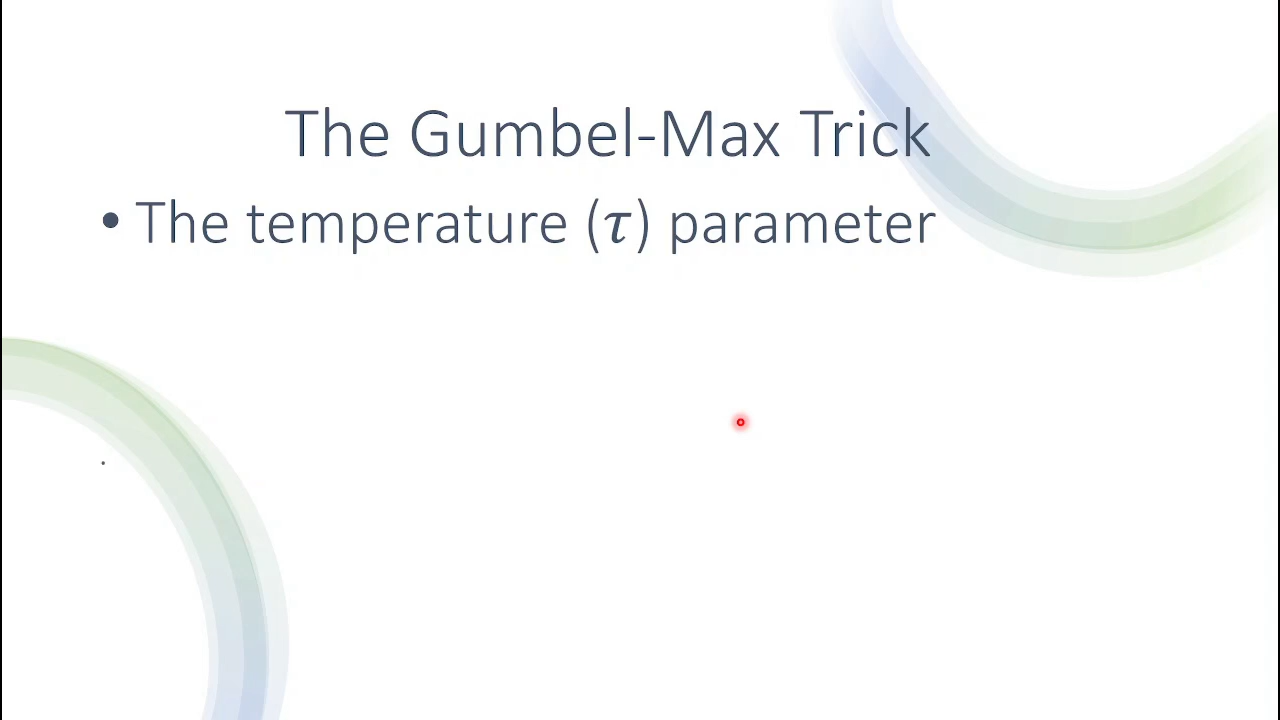 The Gumbel-Max Trick
• The temperature (τ) parameter